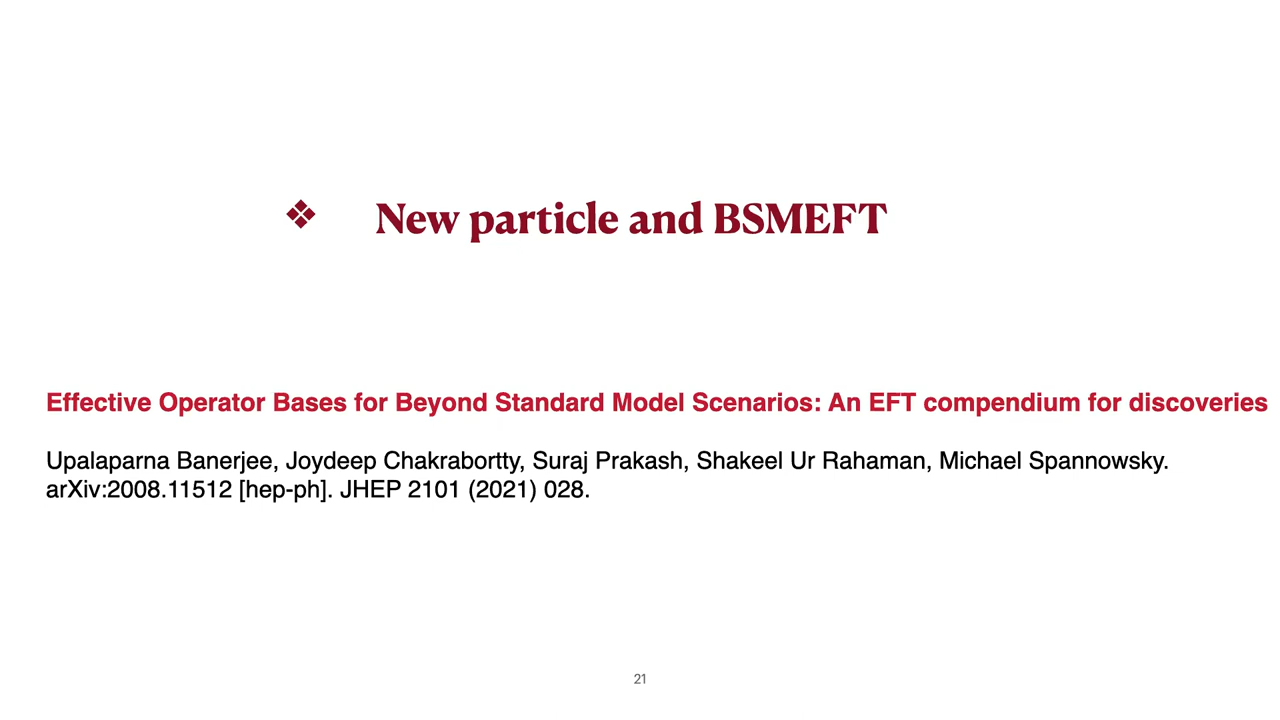 ❖ New particle and BSMEFT
Effective Operator Bases for Beyond Standard Model Scenarios: An EFT compendium for discoveries
Upalaparna Banerjee, Joydeep Chakrabortty, Suraj Prakash, Shakeel Ur Rahaman, Michael Spannowsky.
arXiv:2008.11512 [hep-ph]. JHEP 2101 (2021) 028.
21